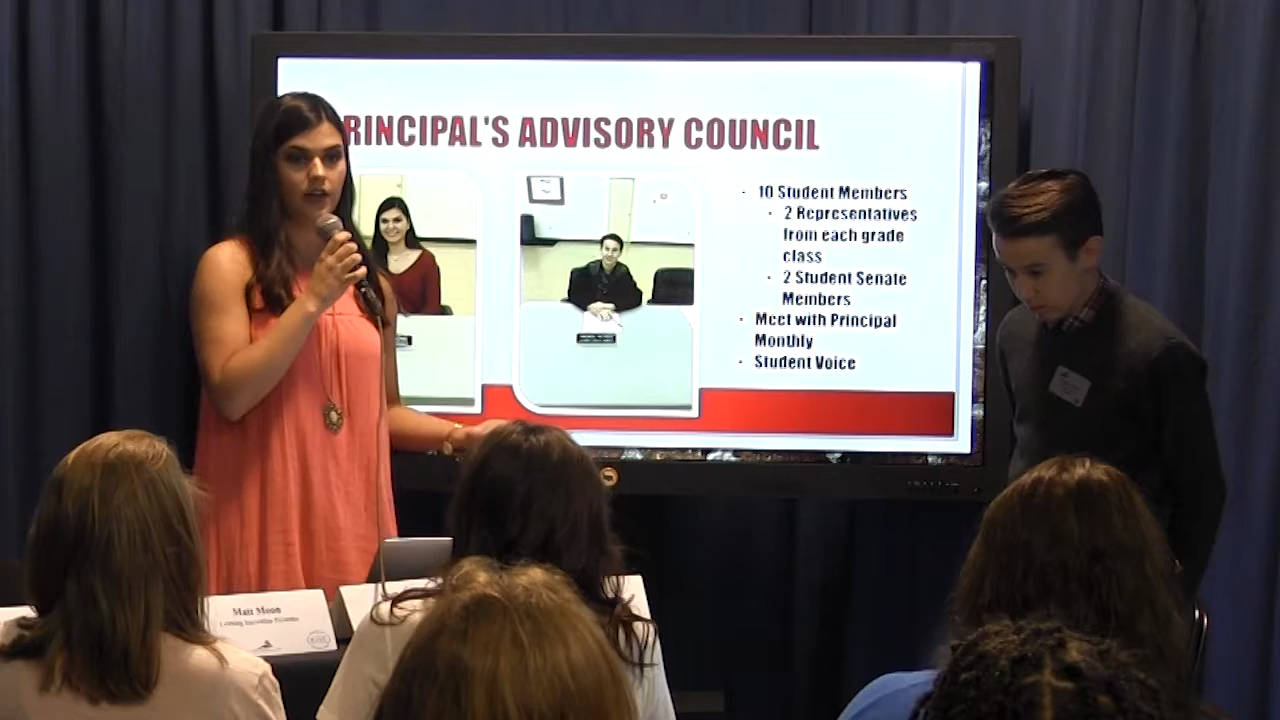 RINCIPAL'S ADVISORY COUNCIL
- 10 Student Members
- 2 Representatives
from each grade
class
- 2 Student Senate
Members
- Meet with Principal
Monthly
- Student Voice
Matt Moon